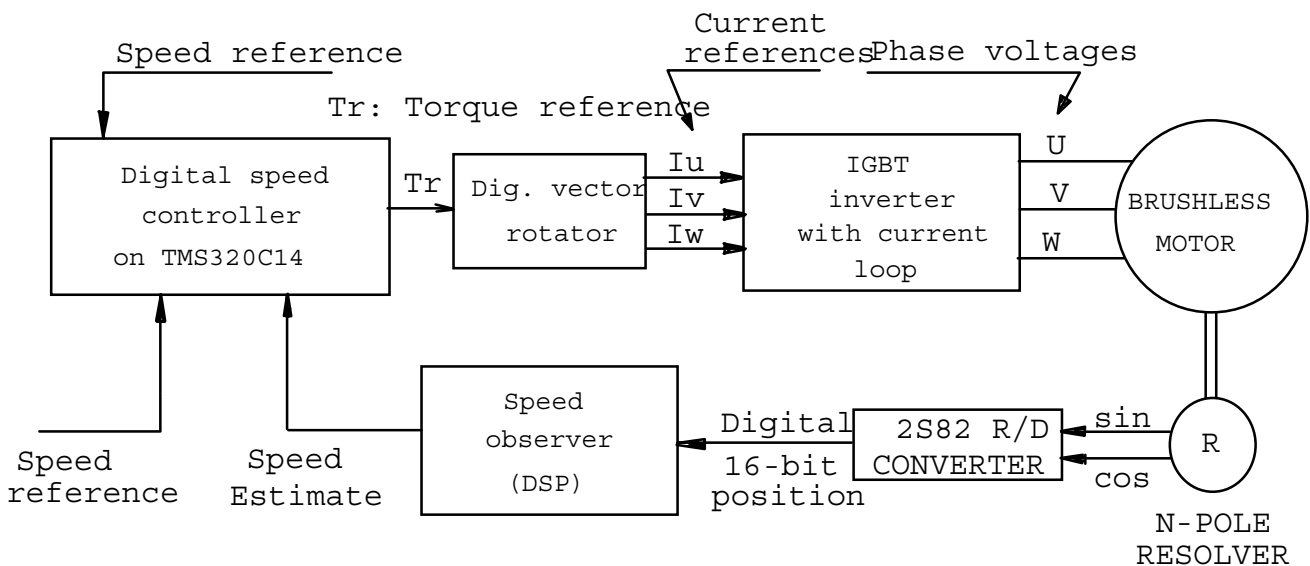 Current
references
Speed reference
Phase voltages
Tr: Torque reference
Digital speed
controller
on TMS320C14
Tr
Dig. vector
rotator
Iu
Iv
Iw
IGBT
inverter
with current
loop
U
V
W
BRUSHLESS
MOTOR
Speed
reference
Speed
Estimate
Speed
observer
(DSP)
Digital
16-bit
position
2S82 R/D
CONVERTER
sin
cos
R
N-POLE
RESOLVER